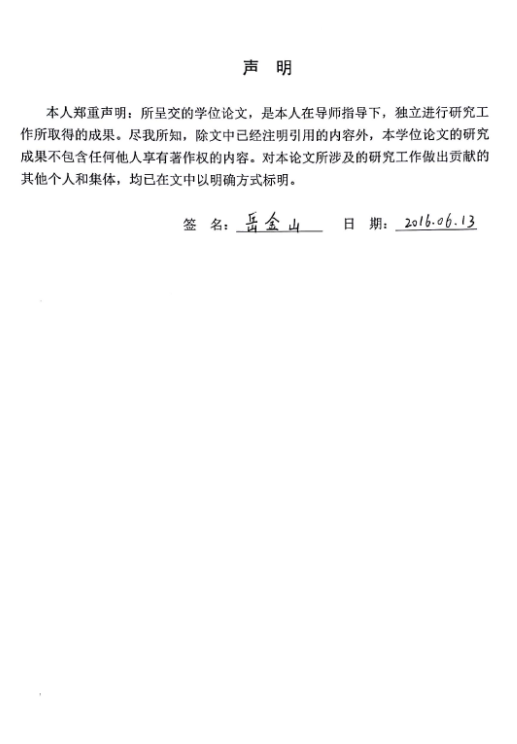 声 明
本人郑重声明：所呈交的学位论文，是本人在导师指导下，独立进行研究工
作所取得的成果。尽我所知，除文中已经注明引用的内容外，本学位论文的研究
成果不包含任何他人享有著作权的内容。对本论文所涉及的研究工作做出贡献的
其他个人和集体，均已在文中以明确方式标明。
签 名：岳金山 日 期：2016.06.13